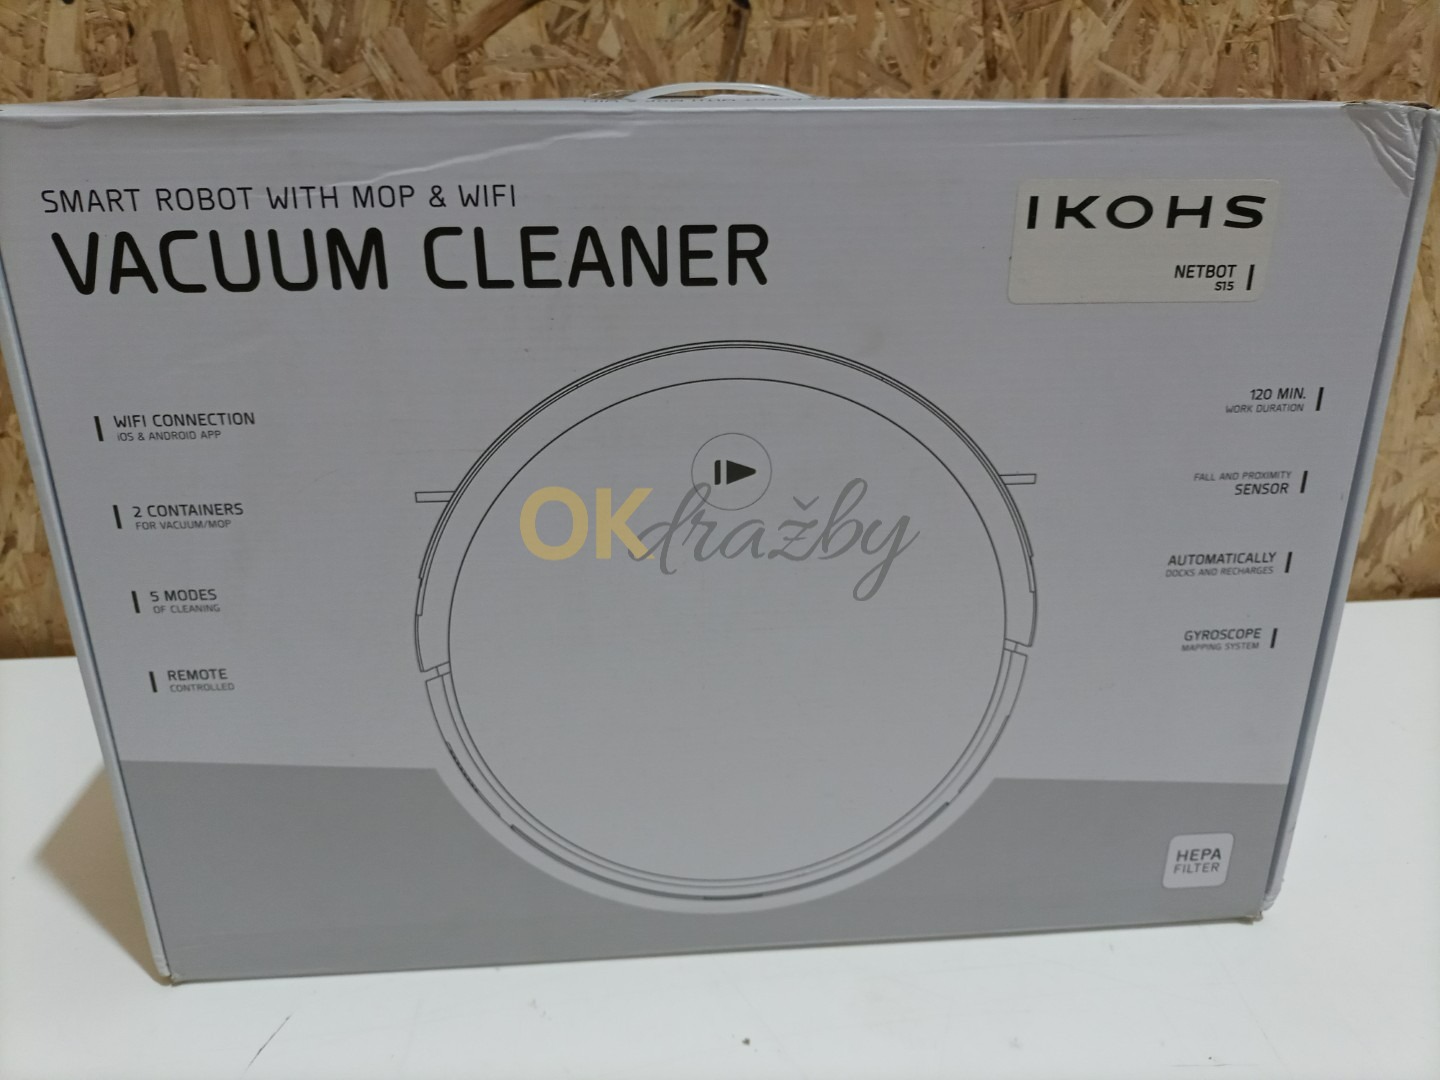 SMART ROBOT WITH MOP & WIFI
VACUUM CLEANER
IKOHS
NETBOT
S15
WIFI CONNECTION
iOS & ANDROID APP
2 CONTAINERS
FOR VACUUM/MOP
5 MODES
OF CLEANING
REMOTE
CONTROLLED
OKdražby
120 MIN.
WORK DURATION
FALL AND PROXIMITY
SENSOR
AUTOMATICALLY
DOCKS AND RECHARGES
GYROSCOPE
MAPPING SYSTEM
HEPA
FILTER